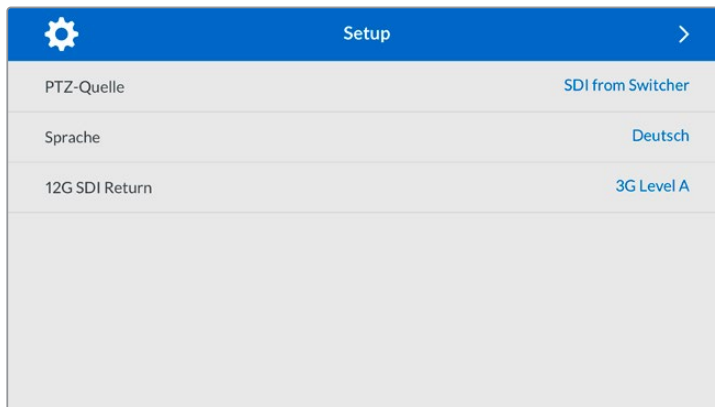 Setup
PTZ-Quelle SDI from Switcher
Sprache Deutsch
12G SDI Return 3G Level A